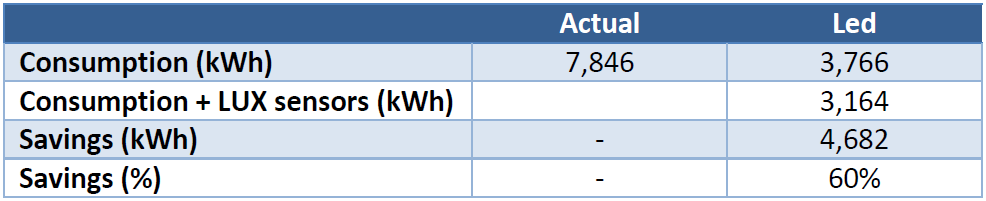 Actual Led
Consumption (kWh) 7,846 3,766
Consumption + LUX sensors (kWh) 3,164
Savings (kWh) - 4,682
Savings (%) - 60%